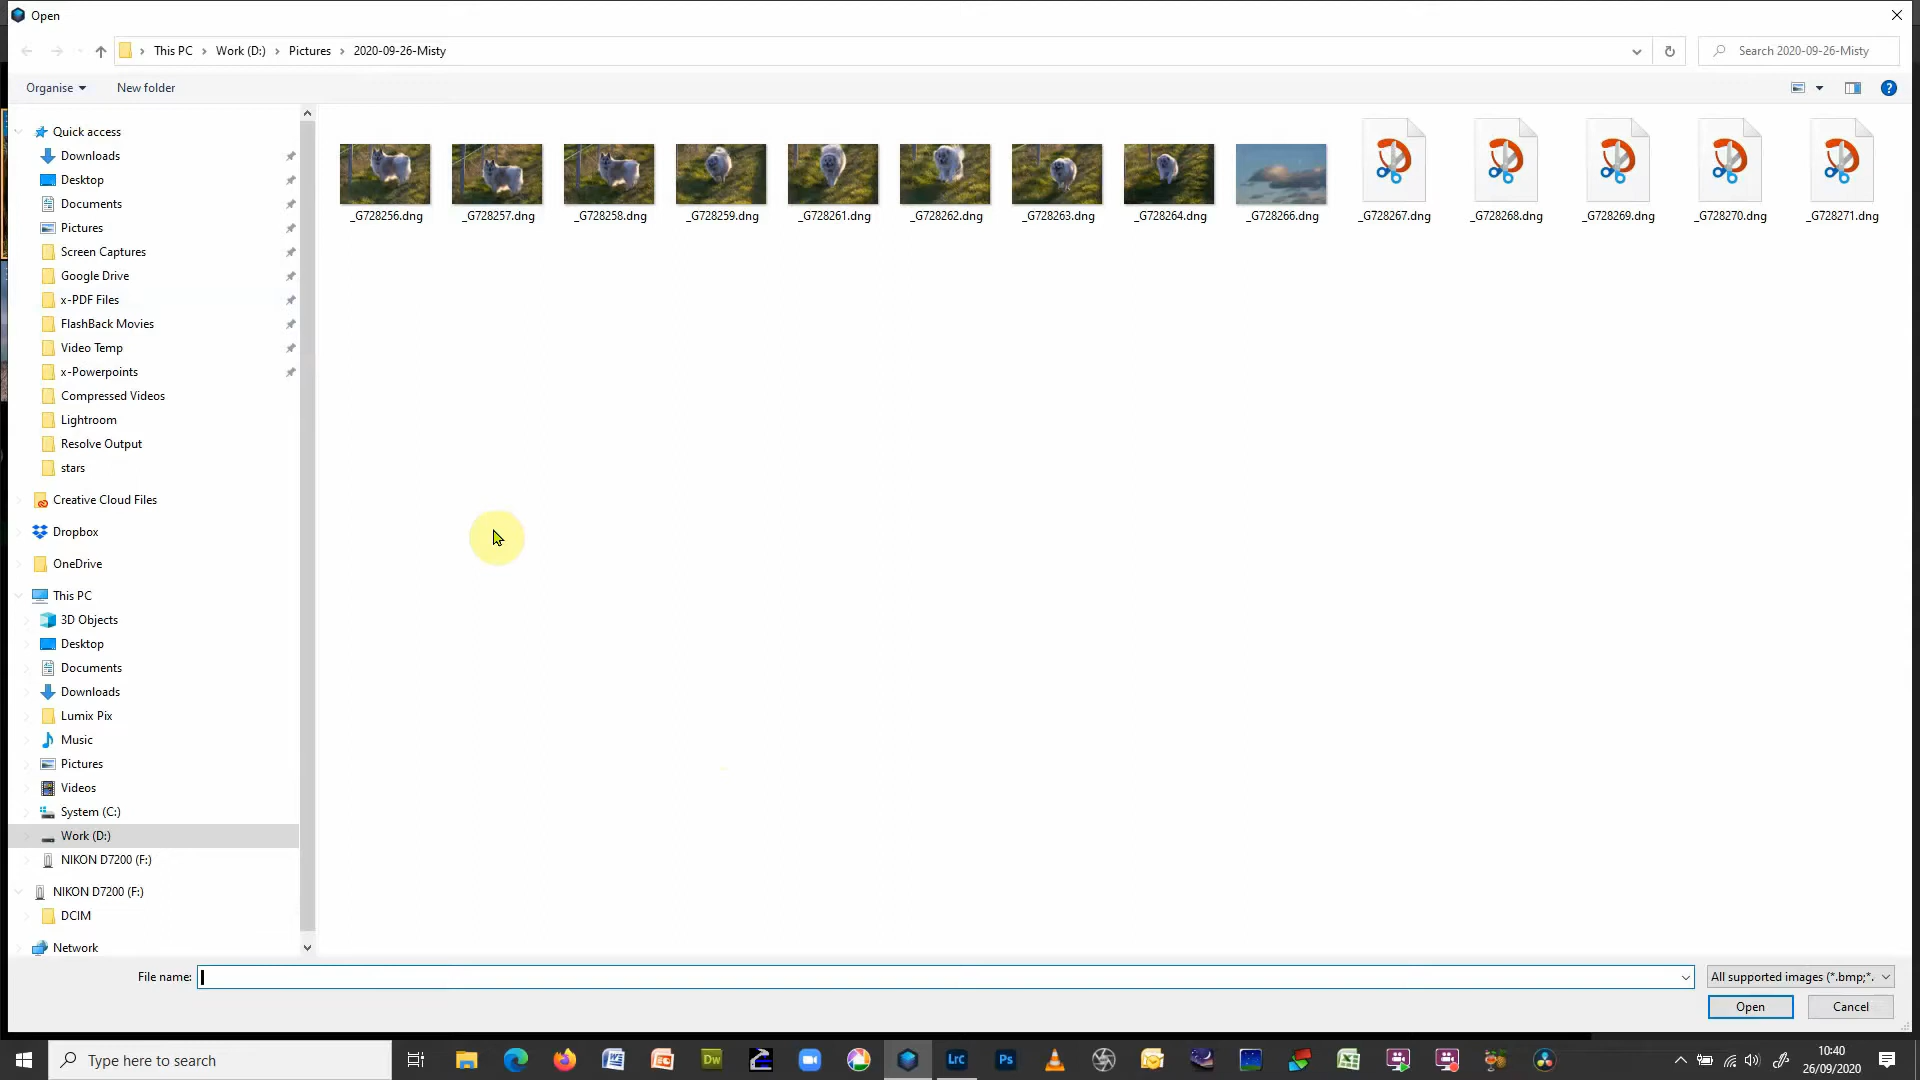 Open
This PC > Work (D:) > Pictures > 2020-09-26-Misty
Search 2020-09-26-Misty
Organise
New folder
Quick access
Downloads
Desktop
Documents
Pictures
Screen Captures
Google Drive
x-PDF Files
FlashBack Movies
Video Temp
x-Powerpoints
Compressed Videos
Lightroom
Resolve Output
stars
Creative Cloud Files
Dropbox
OneDrive
This PC
3D Objects
Desktop
Documents
Downloads
Lumix Pix
Music
Pictures
Videos
System (C:)
Work (D:)
NIKON D7200 (F:)
NIKON D7200 (F:)
DCIM
Network
_G728256.dng
_G728257.dng
_G728258.dng
_G728259.dng
_G728261.dng
_G728262.dng
_G728263.dng
_G728264.dng
_G728266.dng
_G728267.dng
_G728268.dng
_G728269.dng
_G728270.dng
_G728271.dng
File name:
All supported images (*.bmp;*.
Open
Cancel
Type here to search
Dw
Lrc
Ps
10:40
26/09/2020